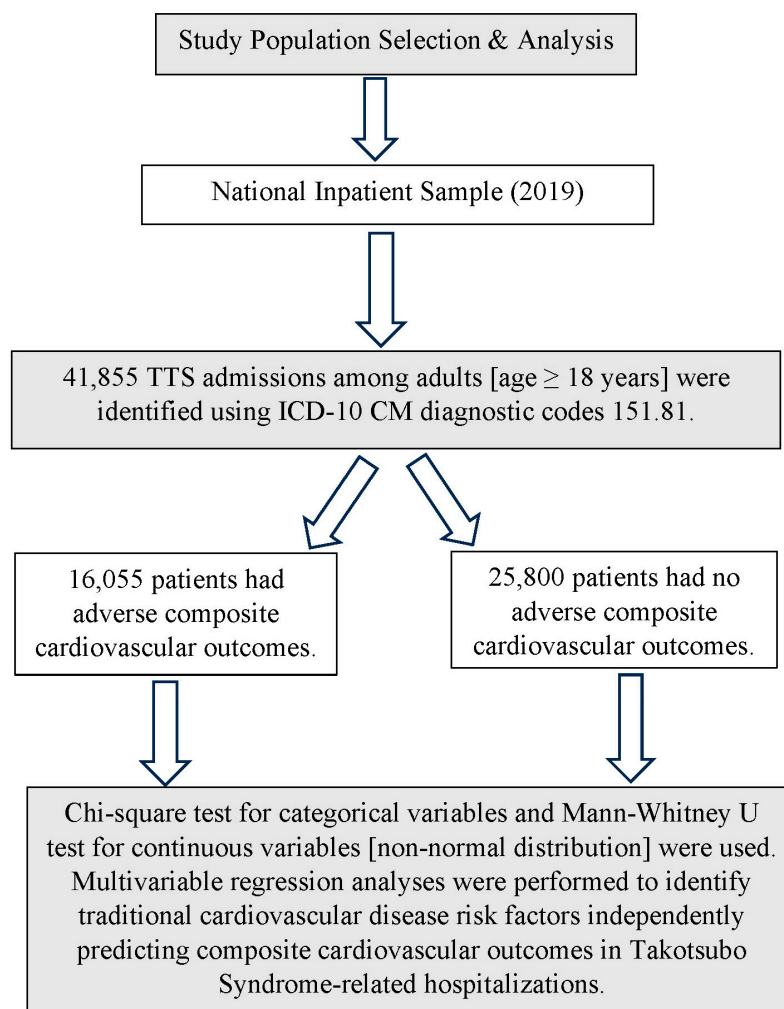 Study Population Selection & Analysis
National Inpatient Sample (2019)
41,855 TTS admissions among adults [age ≥ 18 years] were
identified using ICD-10 CM diagnostic codes 151.81.
16,055 patients had
adverse composite
cardiovascular outcomes.
25,800 patients had no
adverse composite
cardiovascular outcomes.
Chi-square test for categorical variables and Mann-Whitney U
test for continuous variables [non-normal distribution] were used.
Multivariable regression analyses were performed to identify
traditional cardiovascular disease risk factors independently
predicting composite cardiovascular outcomes in Takotsubo
Syndrome-related hospitalizations.